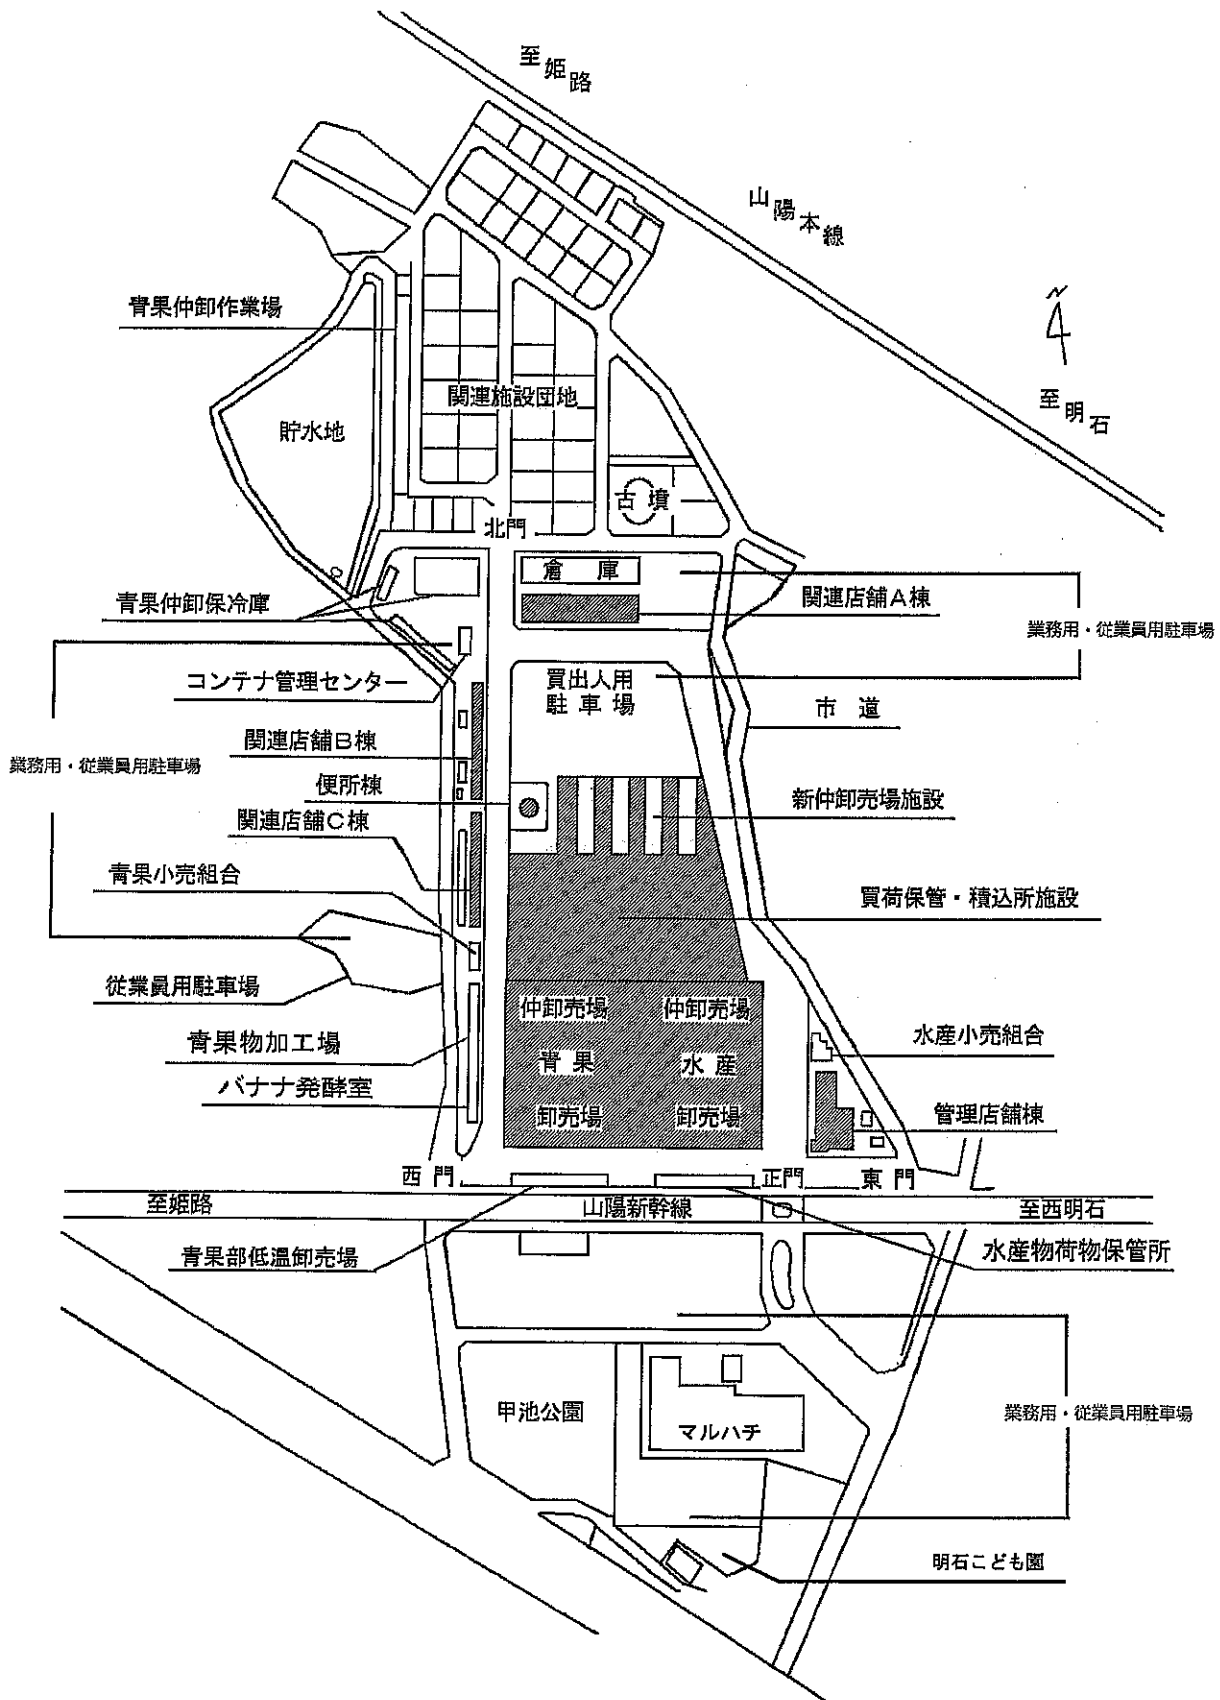 至姫路
山陽本線
N
至明石
青果仲卸作業場
関連施設団地
貯水地
古墳
北門
倉庫
青果仲卸保冷庫
関連店舗A棟
業務用・従業員用駐車場
コンテナ管理センター
買出人用
駐車場
市道
関連店舗B棟
業務用・従業員用駐車場
便所棟
新仲卸売場施設
関連店舗C棟
青果小売組合
買荷保管・積込所施設
従業員用駐車場
仲卸売場
仲卸売場
青果物加工場
青果
水産
水産小売組合
バナナ発酵室
卸売場
卸売場
管理店舗棟
西門
正門
東門
至姫路
山陽新幹線
至西明石
青果部低温卸売場
水産物荷物保管所
甲池公園
マルハチ
業務用・従業員用駐車場
明石こども園